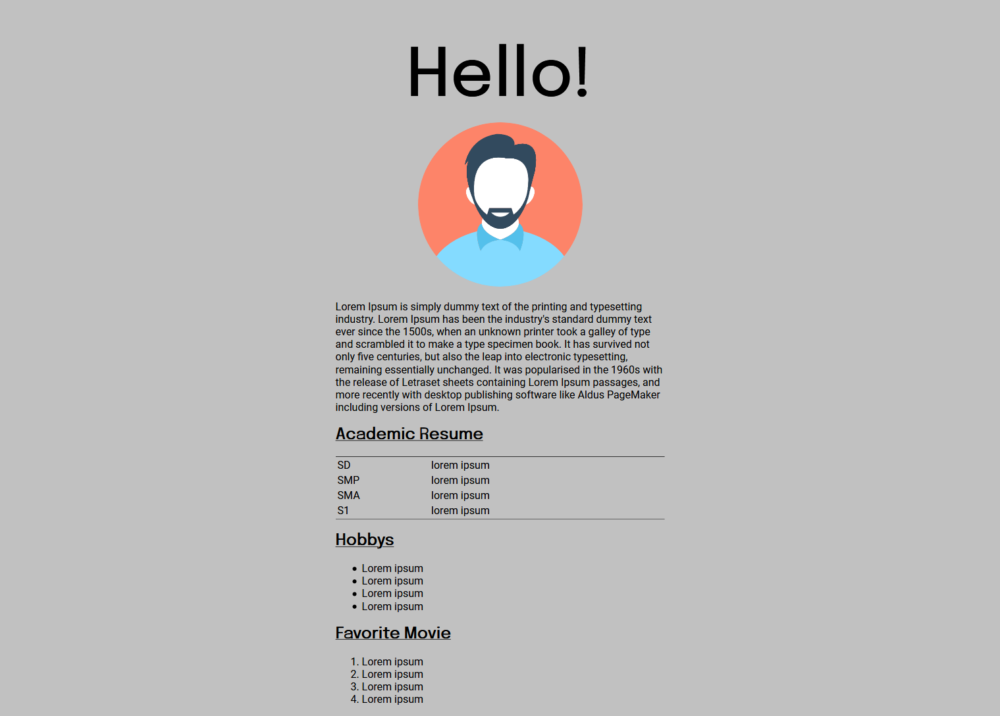 Hello!
Lorem Ipsum is simply dummy text of the printing and typesetting
industry. Lorem Ipsum has been the industry's standard dummy text
ever since the 1500s, when an unknown printer took a galley of type
and scrambled it to make a type specimen book. It has survived not
only five centuries, but also the leap into electronic typesetting,
remaining essentially unchanged. It was popularised in the 1960s with
the release of Letraset sheets containing Lorem Ipsum passages, and
more recently with desktop publishing software like Aldus PageMaker
including versions of Lorem Ipsum.
Academic Resume
SD lorem ipsum
SMP lorem ipsum
SMA lorem ipsum
S1 lorem ipsum
Hobbys
• Lorem ipsum
• Lorem ipsum
• Lorem ipsum
• Lorem ipsum
Favorite Movie
1. Lorem ipsum
2. Lorem ipsum
3. Lorem ipsum
4. Lorem ipsum